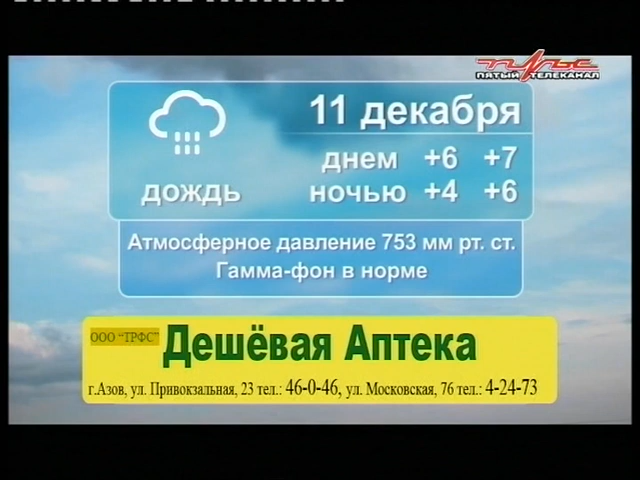 ПУЛЬС
ПЯТЫЙ ТЕЛЕКАНАЛ
11 декабря
днем +6 +7
дождь
ночью +4 +6
Атмосферное давление 753 мм рт. ст.
Гамма-фон в норме
ООО "ТРФС"
Дешёвая Аптека
г.Азов, ул. Привокзальная, 23 тел.: 46-0-46, ул. Московская, 76 тел.: 4-24-73